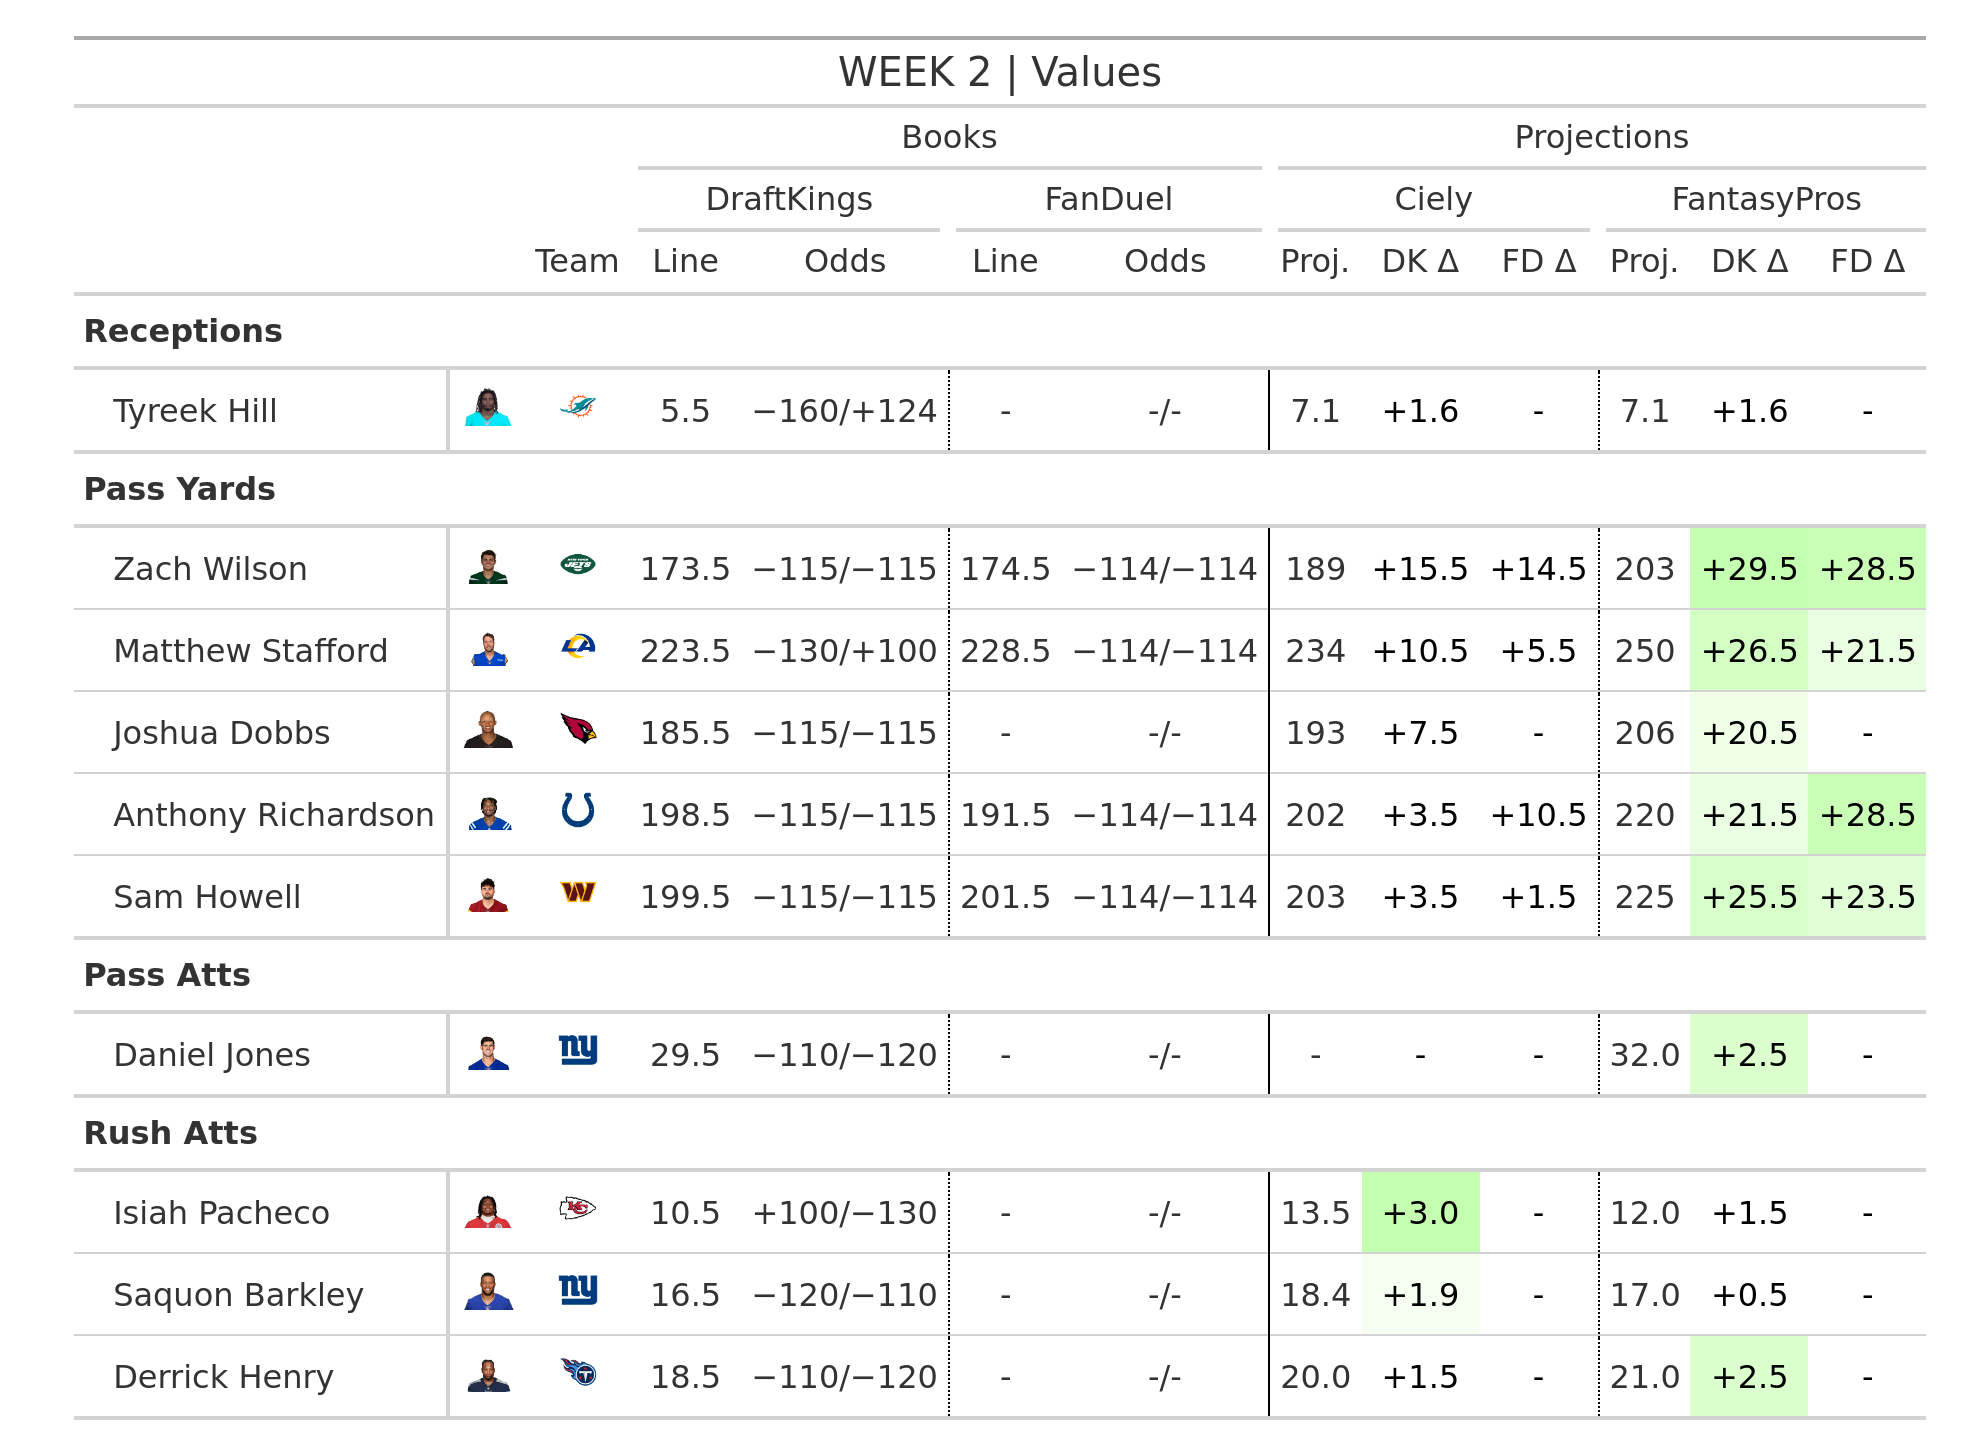 WEEK 2 | Values
Books Projections
DraftKings FanDuel Ciely FantasyPros
Team Line Odds Line Odds Proj. DK Δ FD Δ Proj. DK Δ FD Δ
Receptions
Tyreek Hill 5.5 −160/+124 - -/- 7.1 +1.6 - 7.1 +1.6 -
Pass Yards
Zach Wilson JETS 173.5 −115/−115 174.5 −114/−114 189 +15.5 +14.5 203 +29.5 +28.5
Matthew Stafford LA 223.5 −130/+100 228.5 −114/−114 234 +10.5 +5.5 250 +26.5 +21.5
Joshua Dobbs 185.5 −115/−115 - -/- 193 +7.5 - 206 +20.5 -
Anthony Richardson 198.5 −115/−115 191.5 −114/−114 202 +3.5 +10.5 220 +21.5 +28.5
Sam Howell W 199.5 −115/−115 201.5 −114/−114 203 +3.5 +1.5 225 +25.5 +23.5
Pass Atts
Daniel Jones ny 29.5 −110/−120 - -/- - - - 32.0 +2.5 -
Rush Atts
Isiah Pacheco KC 10.5 +100/−130 - -/- 13.5 +3.0 - 12.0 +1.5 -
Saquon Barkley ny 16.5 −120/−110 - -/- 18.4 +1.9 - 17.0 +0.5 -
Derrick Henry T 18.5 −110/−120 - -/- 20.0 +1.5 - 21.0 +2.5 -